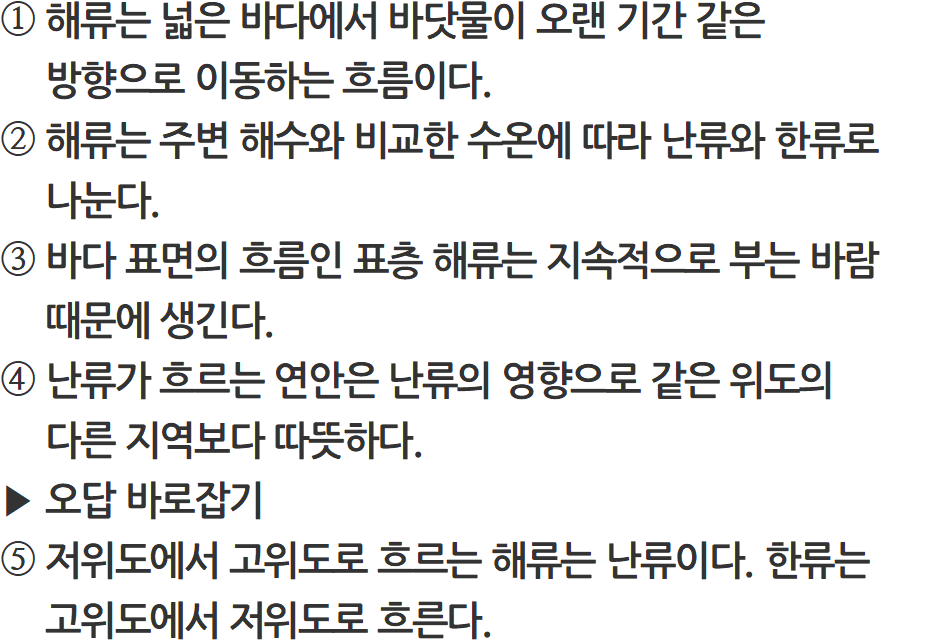 ① 해류는 넓은 바다에서 바닷물이 오랜 기간 같은
방향으로 이동하는 흐름이다.
② 해류는 주변 해수와 비교한 수온에 따라 난류와 한류로
나눈다.
③ 바다 표면의 흐름인 표층 해류는 지속적으로 부는 바람
때문에 생긴다.
④ 난류가 흐르는 연안은 난류의 영향으로 같은 위도의
다른 지역보다 따뜻하다.
▶ 오답 바로잡기
⑤ 저위도에서 고위도로 흐르는 해류는 난류이다. 한류는
고위도에서 저위도로 흐른다.